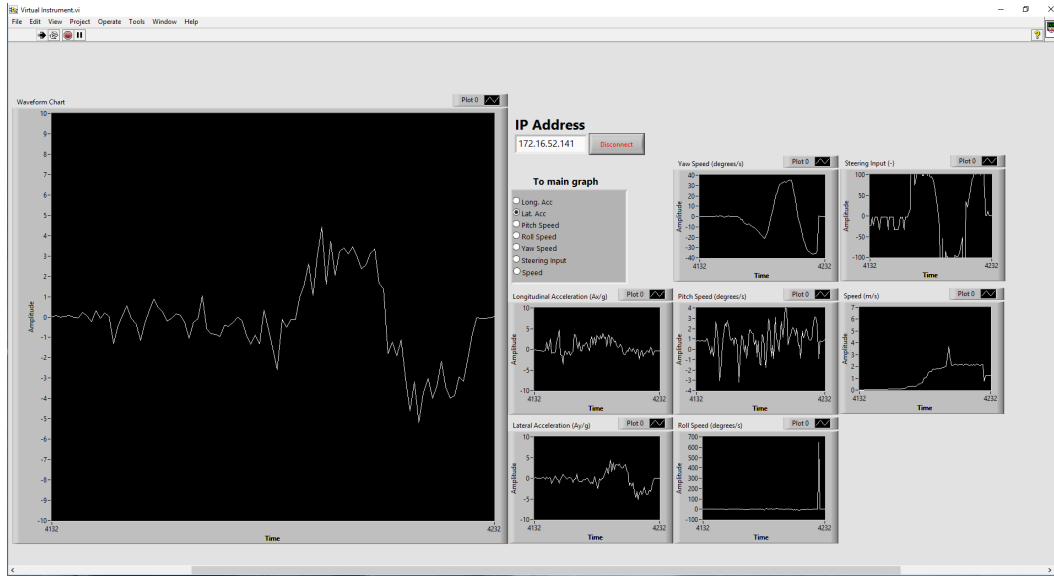 Virtual Instrument.vi
File Edit View Project Operate Tools Window Help
Waveform Chart
Plot 0
10
9
8
7
6
5
4
3
2
1
0
-1
-2
-3
-4
-5
-6
-7
-8
-9
-10
Amplitude
4132
4232
Time
IP Address
172.16.52.141
Disconnect
To main graph
Long. Acc
Lat. Acc
Pitch Speed
Roll Speed
Yaw Speed
Steering Input
Speed
Yaw Speed (degrees/s)
Plot 0
40
30
20
10
0
-10
-20
-30
-40
Amplitude
4132
4232
Time
Steering Input (-)
Plot 0
100
50
0
-50
-100
Amplitude
4132
4232
Time
Longitudinal Acceleration (Ax/g)
Plot 0
10
5
0
-5
-10
Amplitude
4132
4232
Time
Pitch Speed (degrees/s)
Plot 0
4
3
2
1
0
-1
-2
-3
-4
Amplitude
4132
4232
Time
Speed (m/s)
Plot 0
7
6
5
4
3
2
1
0
Amplitude
4132
4232
Time
Lateral Acceleration (Ay/g)
Plot 0
10
5
0
-5
-10
Amplitude
4132
4232
Time
Roll Speed (degrees/s)
Plot 0
700
600
500
400
300
200
100
0
-100
Amplitude
4132
4232
Time